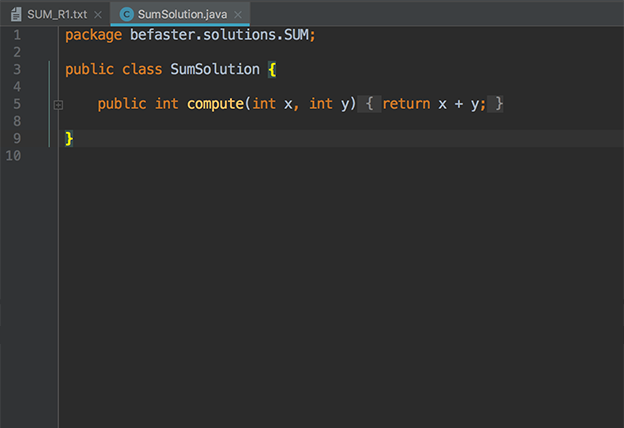 SUM_R1.txt SumSolution.java
1 package befaster.solutions.SUM;
2
3 public class SumSolution {
4
5 public int compute(int x, int y) { return x + y; }
8
9 }
10